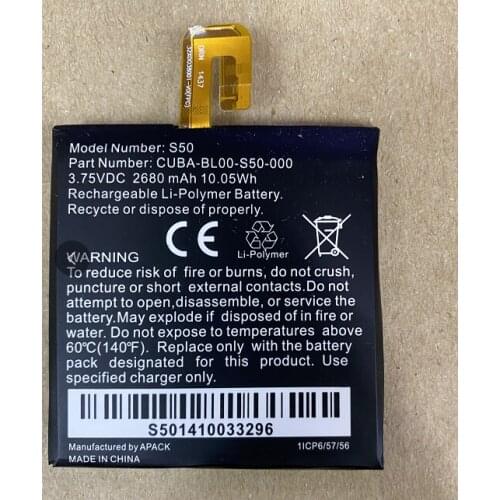 DRN 1437
Model Number: S50
Part Number: CUBA-BL00-S50-000
3.75VDC 2680 mAh 10.05Wh
Rechargeable Li-Polymer Battery.
Recycte or dispose of properly.
CE
Li-Polymer
WARNING
To reduce risk of fire or burns, do not crush,
puncture or short external contacts.Do not
attempt to open,disassemble, or service the
battery.May explode if disposed of in fire or
water. Do not expose to temperatures above
60℃(140℉). Replace only with the battery
pack designated for this product. Use
specified charger only.
S501410033296
Manufactured by APACK
1ICP6/57/56
MADE IN CHINA